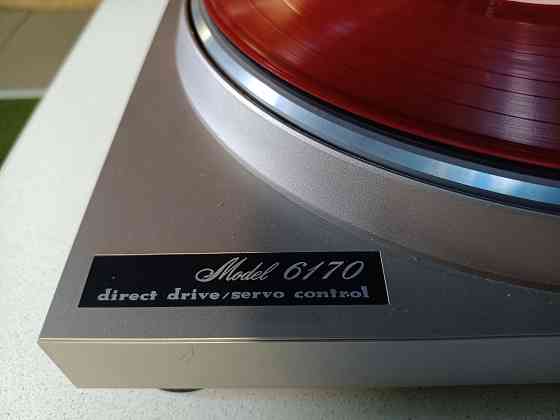 Model 6170
direct drive/servo control